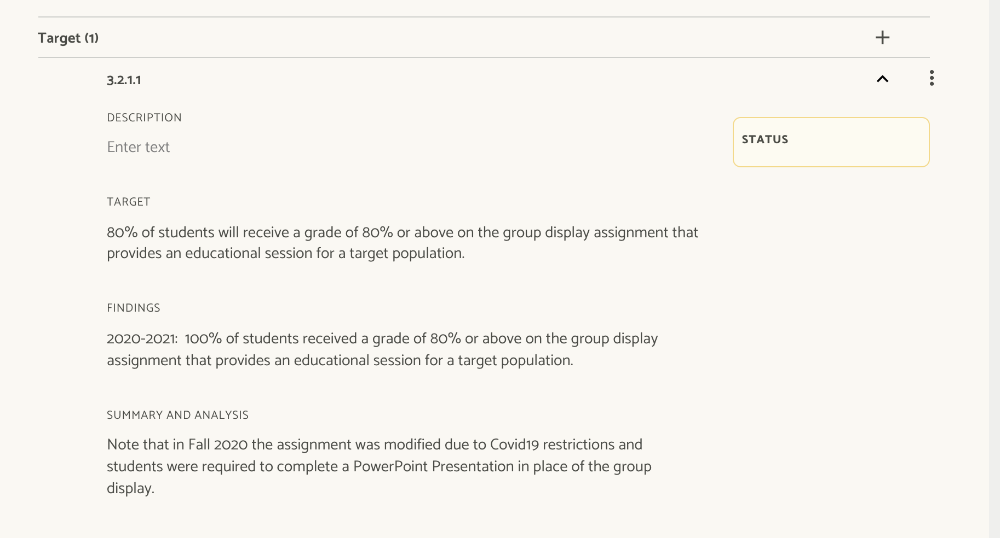 Target (1)
3.2.1.1
DESCRIPTION
Enter text
STATUS
TARGET
80% of students will receive a grade of 80% or above on the group display assignment that
provides an educational session for a target population.
FINDINGS
2020-2021:  100% of students received a grade of 80% or above on the group display
assignment that provides an educational session for a target population.
SUMMARY AND ANALYSIS
Note that in Fall 2020 the assignment was modified due to Covid19 restrictions and
students were required to complete a PowerPoint Presentation in place of the group
display.